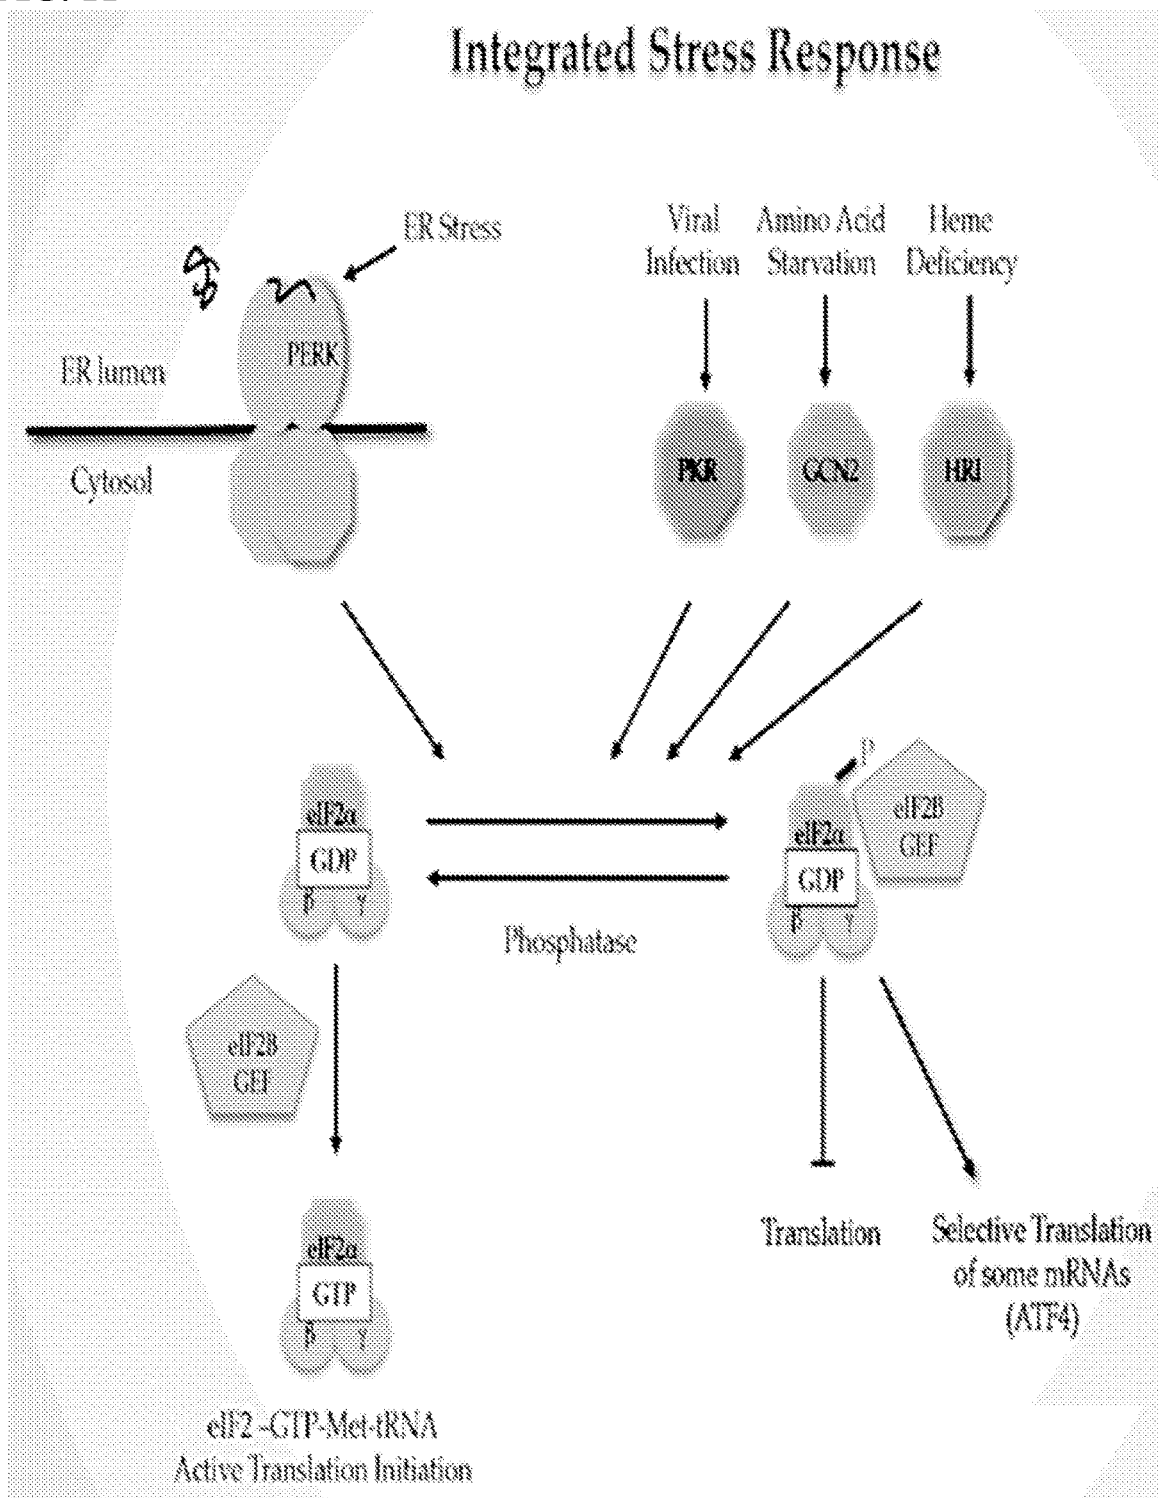 Integrated Stress Response
ER Stress
Viral
Infection
Amino Acid
Starvation
Heme
Deficiency
PERK
ER lumen
Cytosol
PKR
GCN2
HRI
P
eIF2α
GDP
β γ
eIF2α
GDP
β γ
eIF2B
GEF
Phosphatase
eIF2B
GEF
eIF2α
GTP
β γ
Translation
Selective Translation
of some mRNAs
(ATF4)
eIF2 -GTP-Met-tRNA
Active Translation Initiation